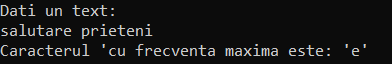 Dati un text:
salutare prieteni
Caracterul 'cu frecventa maxima este: 'e'